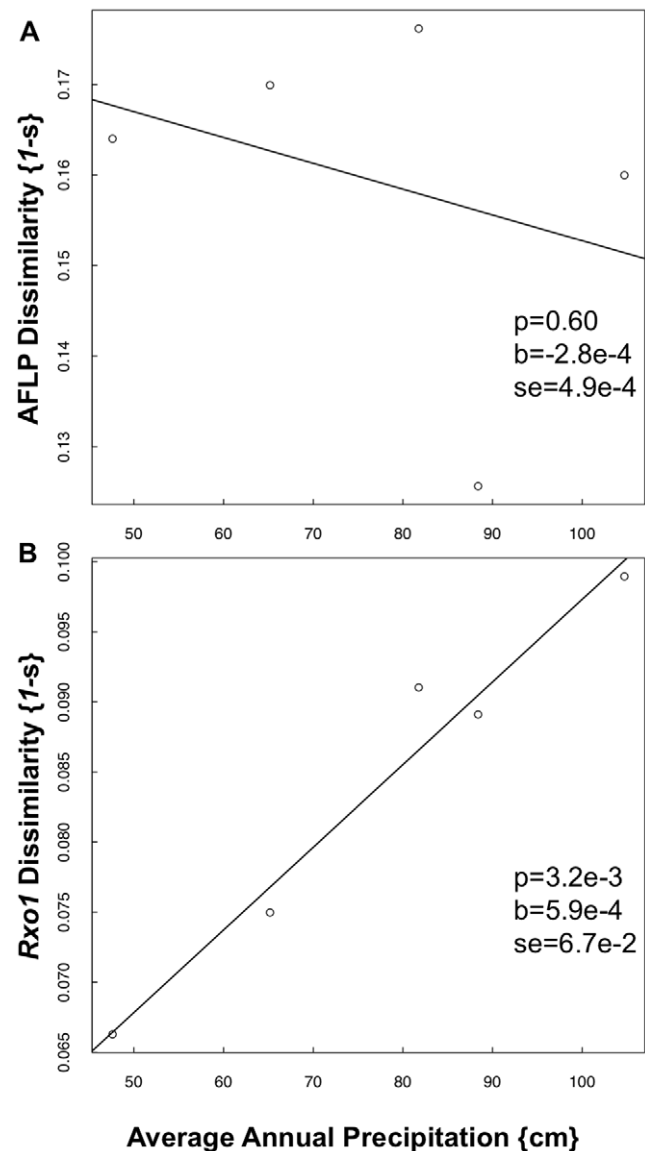 A
AFLP Dissimilarity {1-s}
0.17
0.16
0.15
0.14
0.13
p=0.60
b=-2.8e-4
se=4.9e-4
50 60 70 80 90 100
B
Rxo1 Dissimilarity {1-s}
0.100
0.095
0.090
0.085
0.080
0.075
0.070
0.065
p=3.2e-3
b=5.9e-4
se=6.7e-2
50 60 70 80 90 100
Average Annual Precipitation {cm}